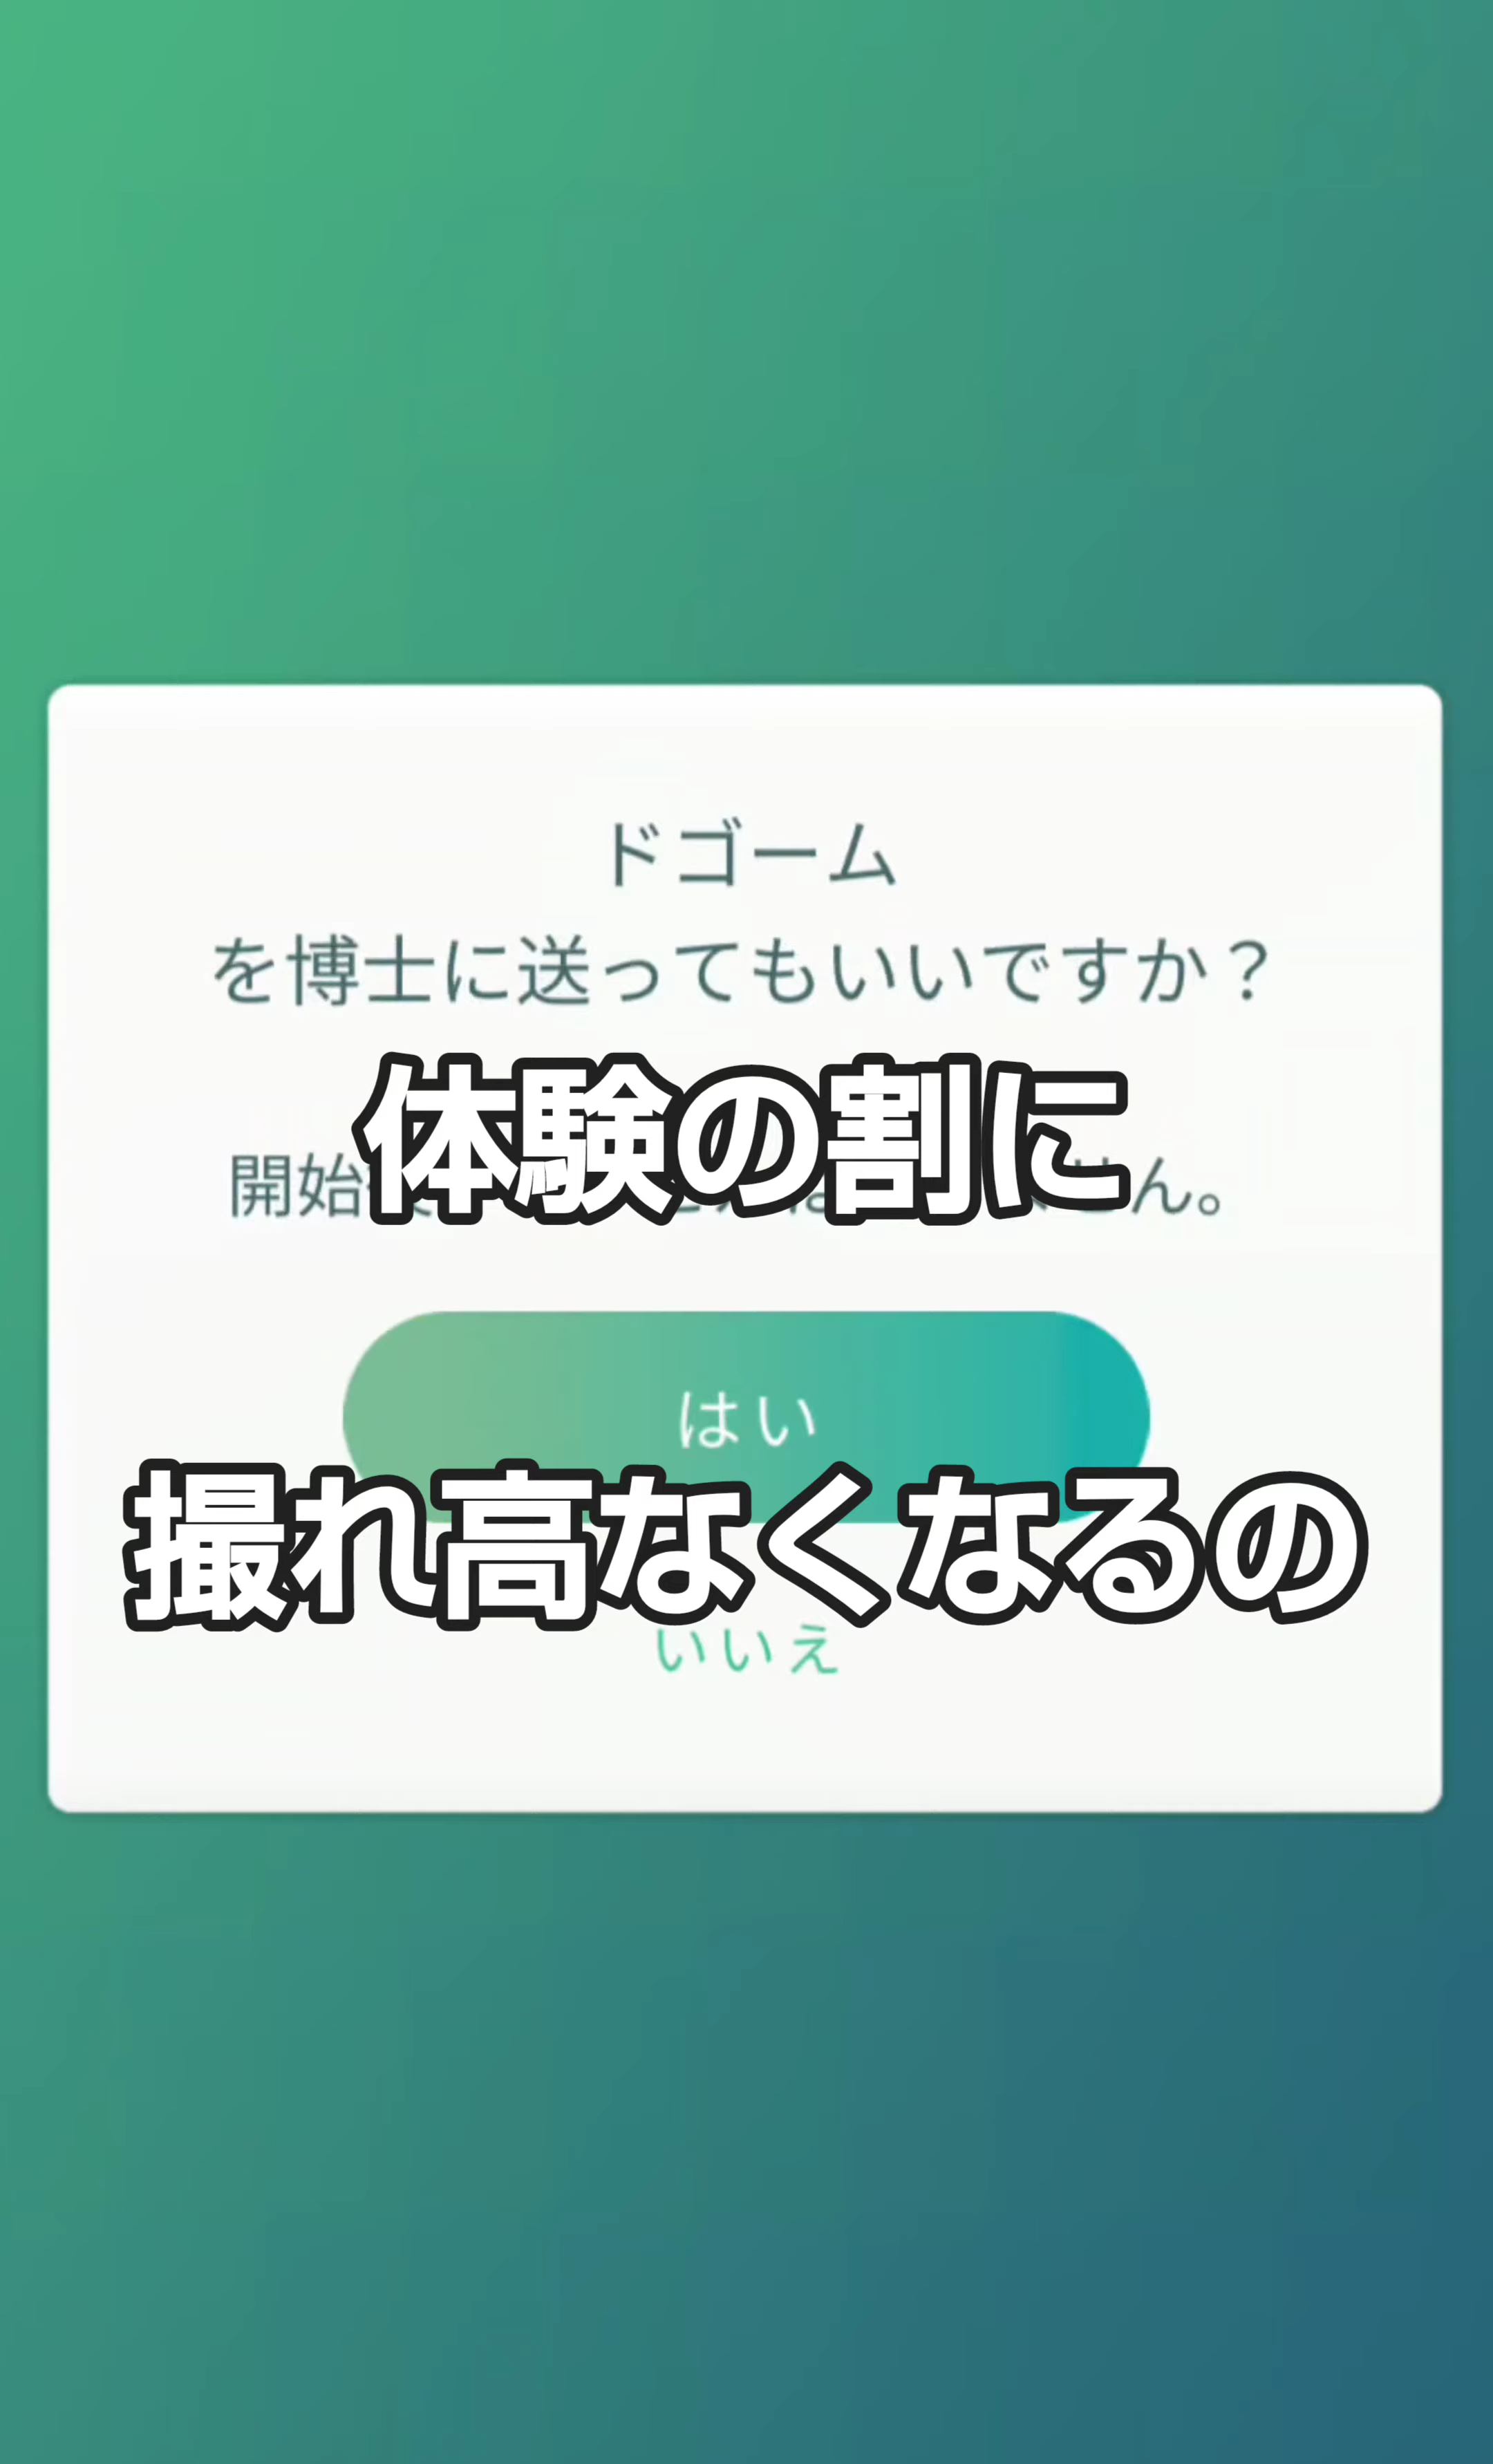 ドゴーム
を博士に送ってもいいですか？
体験の割に
開始
ん。
はい
撮れ高なくなるの
いいえ